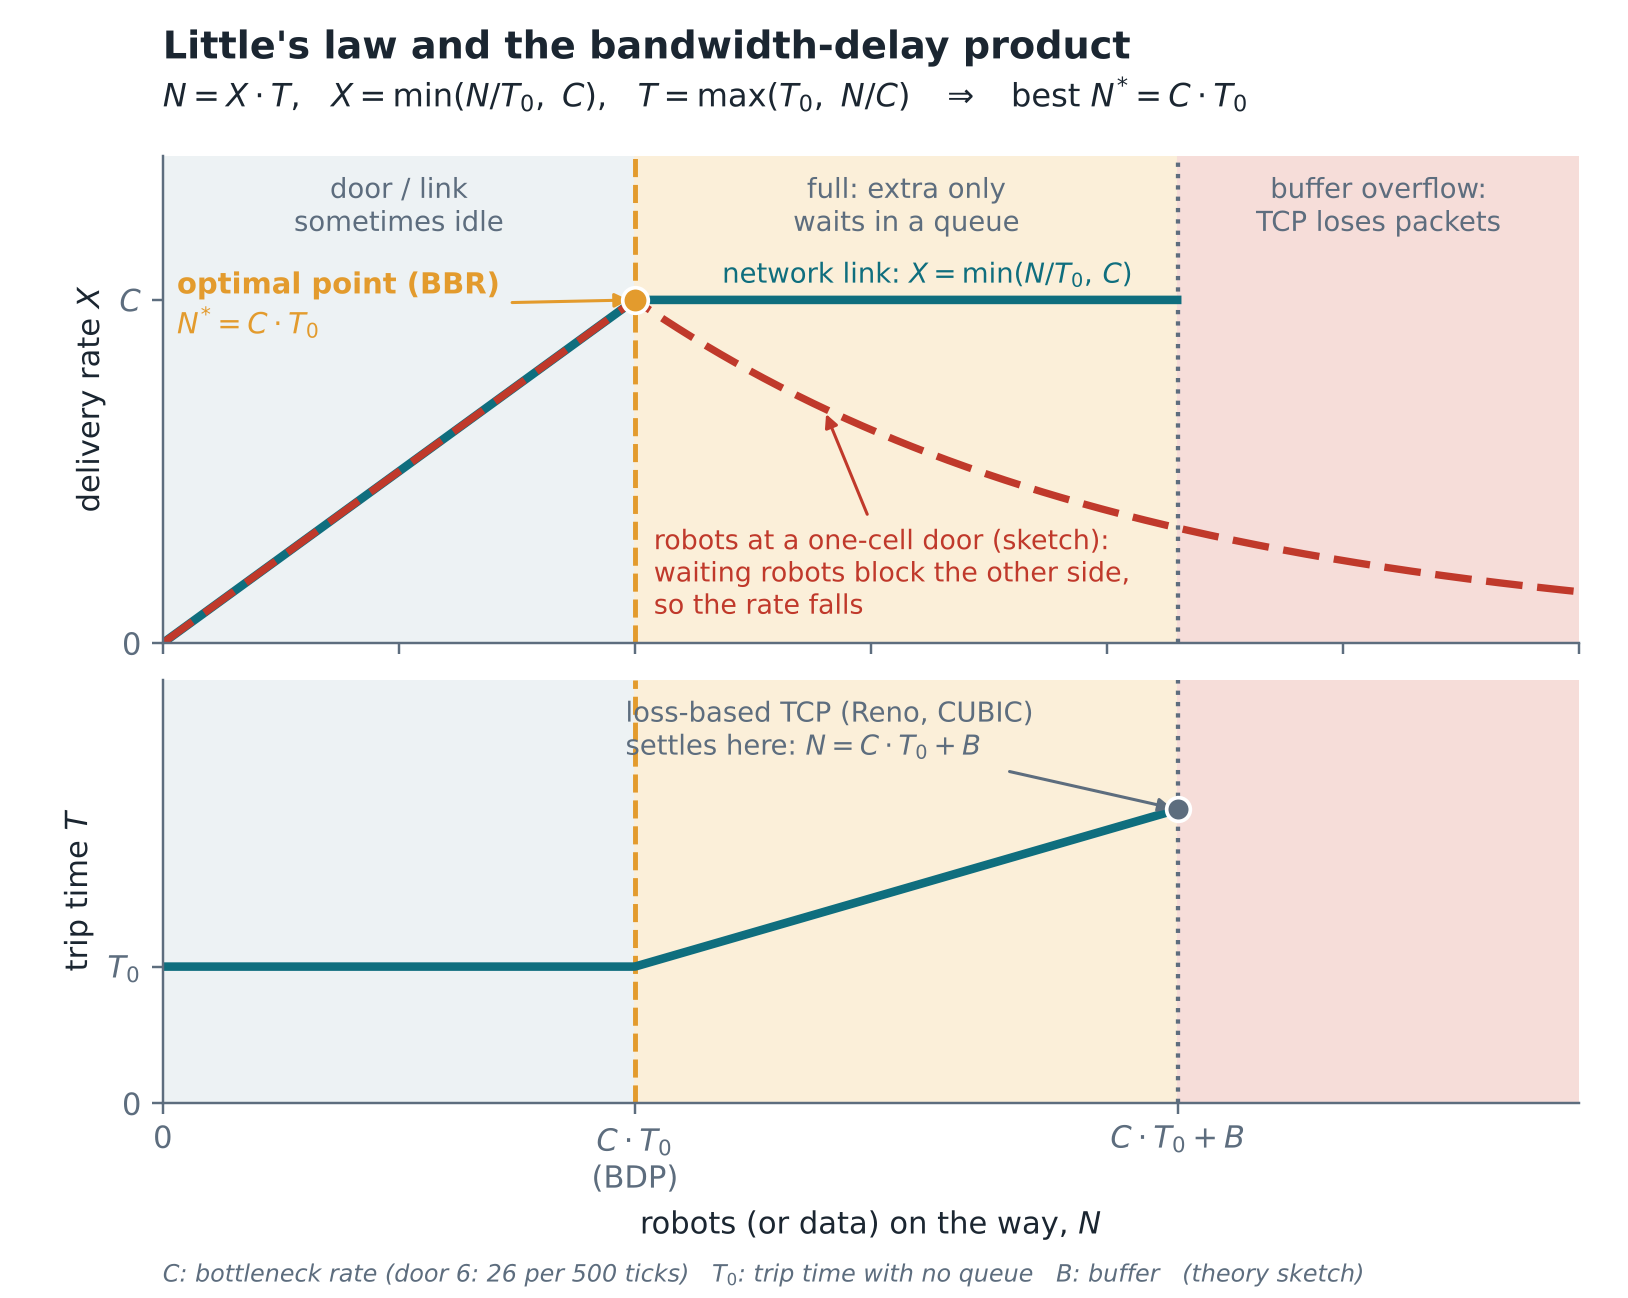 Little's law and the bandwidth-delay product
N = X · T,   X = min(N/T₀, C),   T = max(T₀, N/C)   ⇒   best N* = C · T₀
door / link
sometimes idle
full: extra only
waits in a queue
buffer overflow:
TCP loses packets
optimal point (BBR)
N* = C · T₀
network link: X = min(N/T₀, C)
delivery rate X
C
robots at a one-cell door (sketch):
waiting robots block the other side,
so the rate falls
0
loss-based TCP (Reno, CUBIC)
settles here: N = C · T₀ + B
trip time T
T₀
0
0
C · T₀
(BDP)
C · T₀ + B
robots (or data) on the way, N
C: bottleneck rate (door 6: 26 per 500 ticks)   T₀: trip time with no queue   B: buffer   (theory sketch)